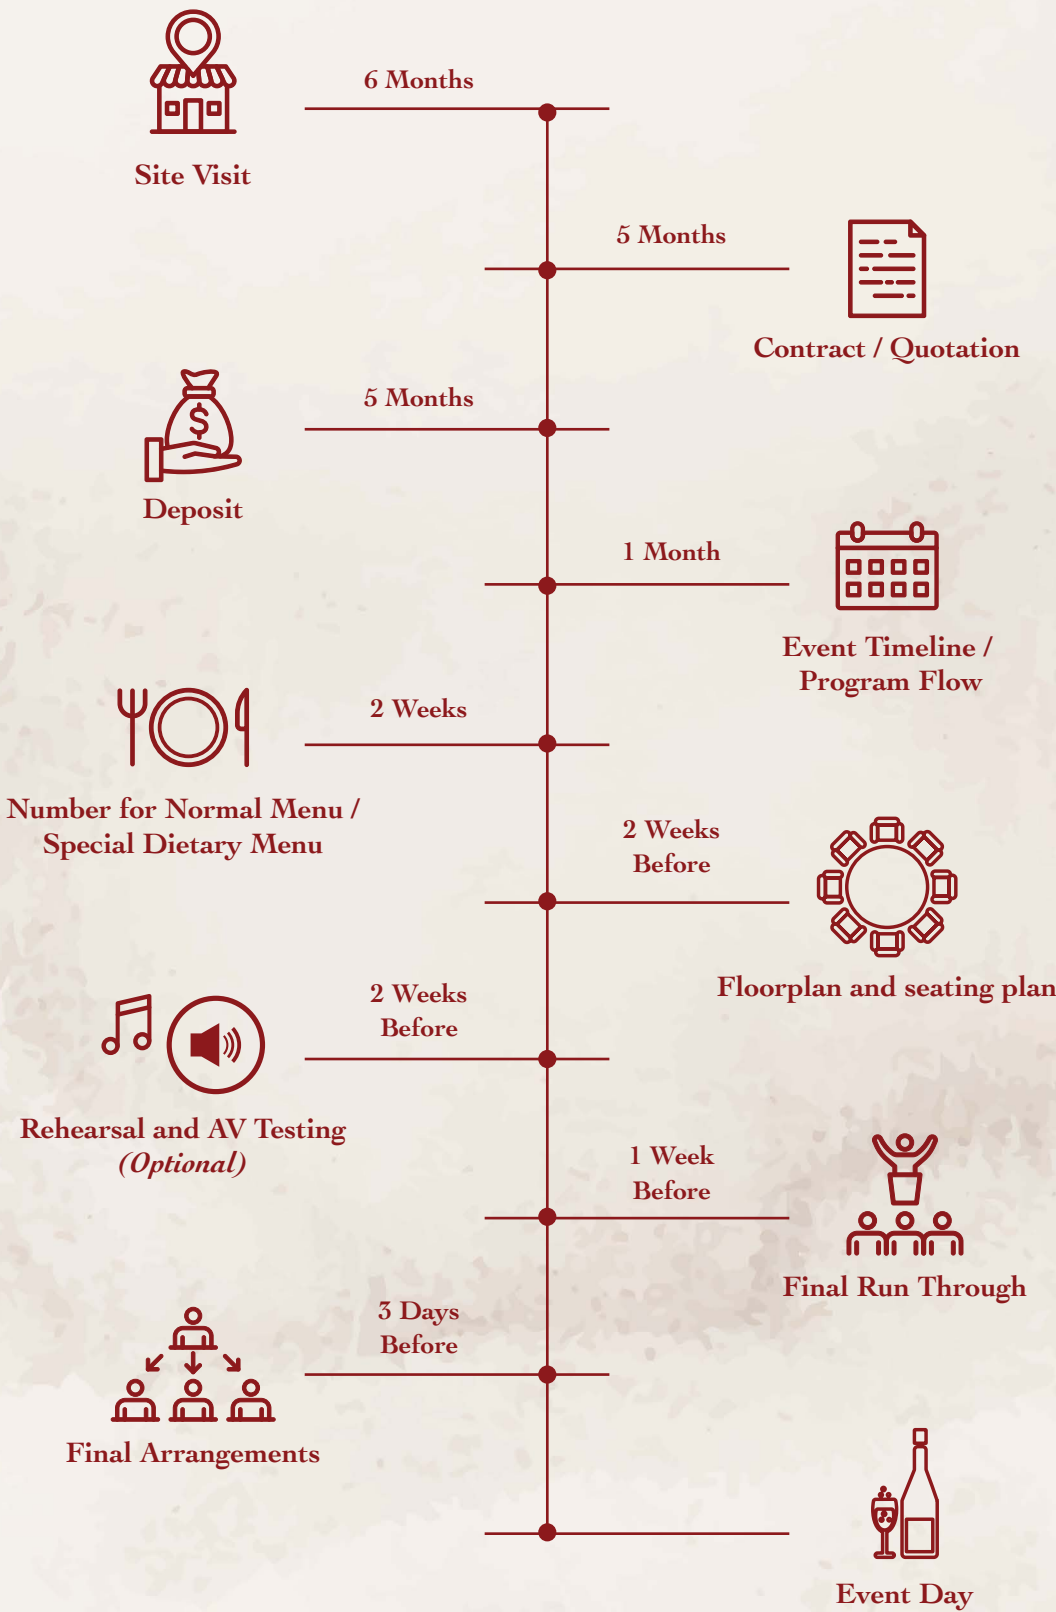 6 Months
Site Visit
5 Months
Contract / Quotation
5 Months
$
Deposit
1 Month
Event Timeline /
Program Flow
2 Weeks
Number for Normal Menu /
Special Dietary Menu
2 Weeks
Before
Floorplan and seating plan
2 Weeks
Before
Rehearsal and AV Testing
(Optional)
1 Week
Before
Final Run Through
3 Days
Before
Final Arrangements
Event Day